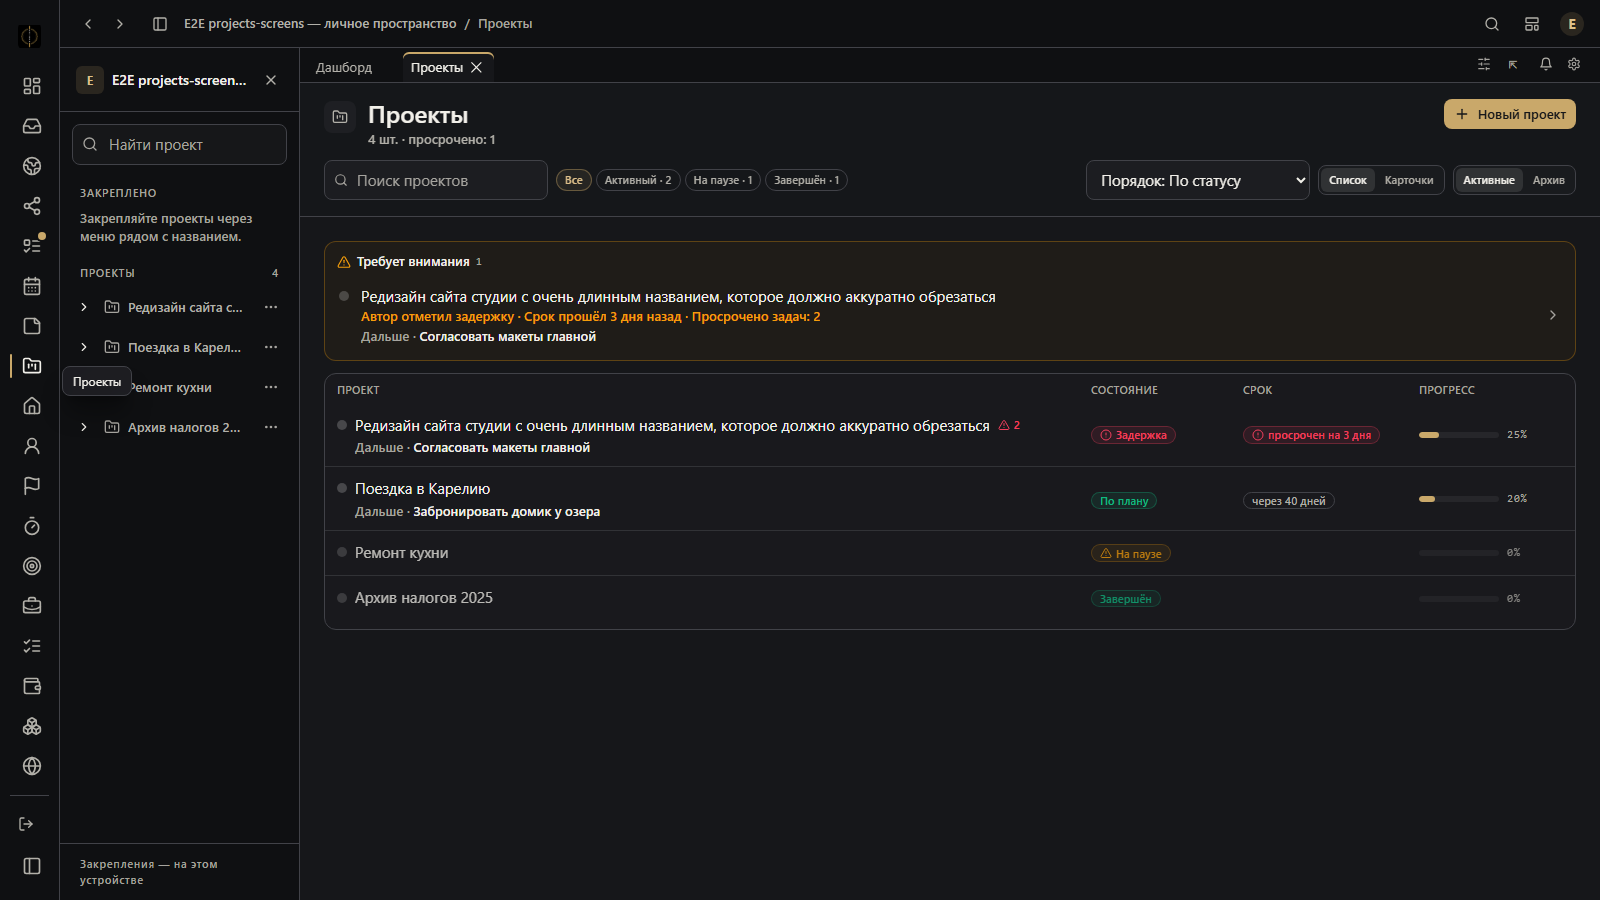 E2E projects-screens — личное пространство / Проекты
E
E
E2E projects-screen...
Найти проект
ЗАКРЕПЛЕНО
Закрепляйте проекты через
меню рядом с названием.
ПРОЕКТЫ 4
Редизайн сайта с...
Поездка в Карел...
Проекты
Ремонт кухни
Архив налогов 2...
Закрепления — на этом
устройстве
Дашборд
Проекты
Проекты
4 шт. · просрочено: 1
Новый проект
Поиск проектов
Все
Активный · 2
На паузе · 1
Завершён · 1
Порядок: По статусу
Список
Карточки
Активные
Архив
Требует внимания 1
Редизайн сайта студии с очень длинным названием, которое должно аккуратно обрезаться
Автор отметил задержку · Срок прошёл 3 дня назад · Просрочено задач: 2
Дальше · Согласовать макеты главной
ПРОЕКТ СОСТОЯНИЕ СРОК ПРОГРЕСС
Редизайн сайта студии с очень длинным названием, которое должно аккуратно обрезаться 2
Дальше · Согласовать макеты главной
Задержка
просрочен на 3 дня
25%
Поездка в Карелию
Дальше · Забронировать домик у озера
По плану
через 40 дней
20%
Ремонт кухни
На паузе
0%
Архив налогов 2025
Завершён
0%